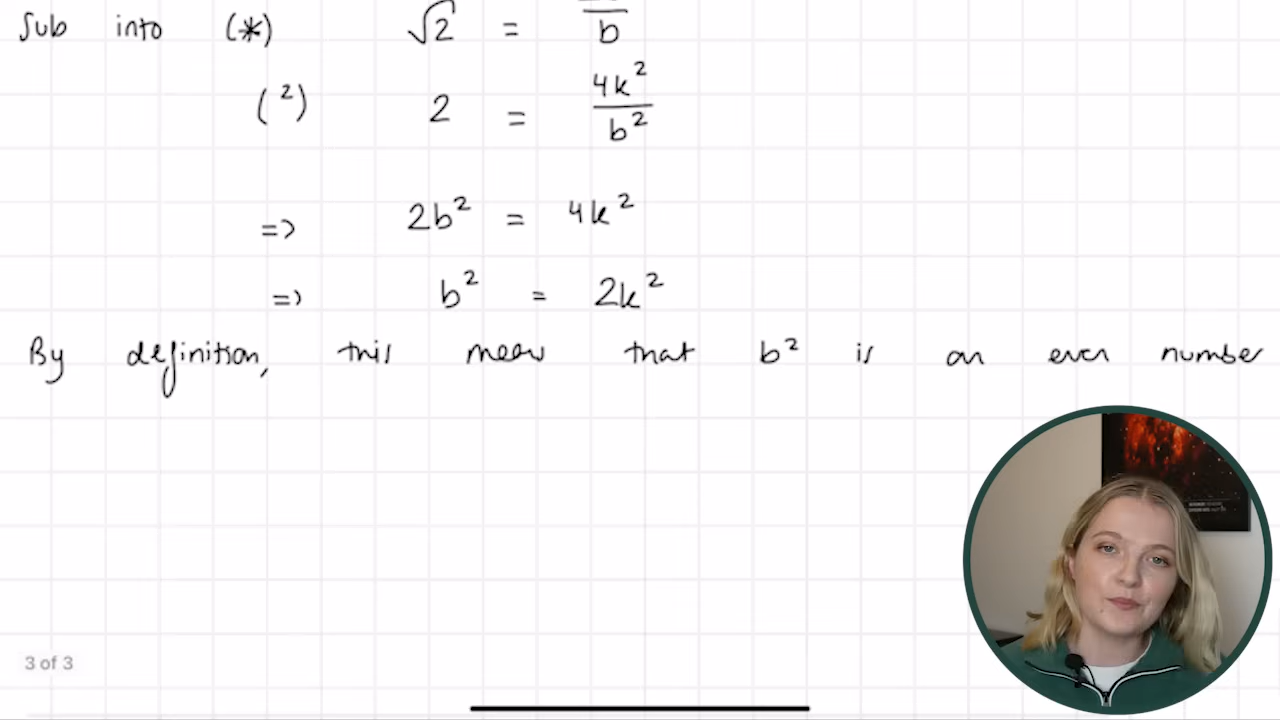 Sub into (*) √2 = /b
(²) 2 = 4k²/b²
=> 2b² = 4k²
=> b² = 2k²
By definition, this means that b² is an even number
3 of 3